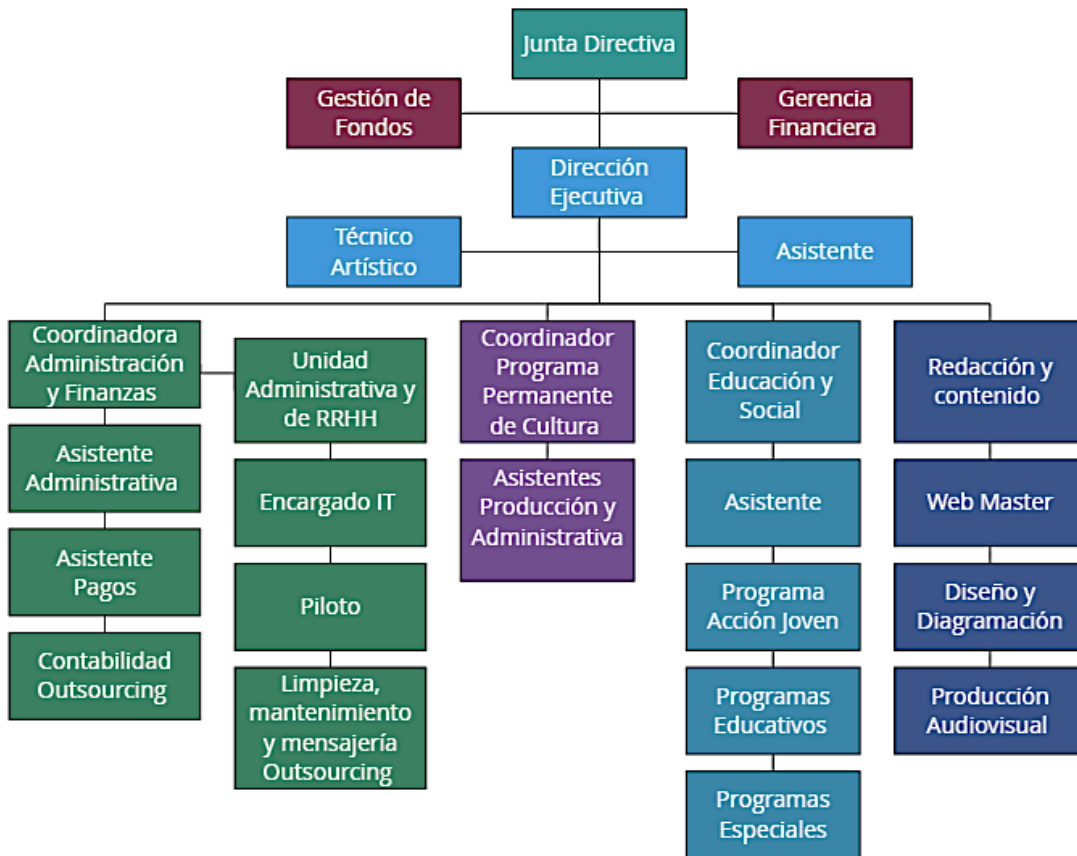 Junta Directiva
Gestión de
Fondos
Gerencia
Financiera
Dirección
Ejecutiva
Técnico
Artístico
Asistente
Coordinadora
Administración
y Finanzas
Asistente
Administrativa
Asistente
Pagos
Contabilidad
Outsourcing
Unidad
Administrativa y
de RRHH
Encargado IT
Piloto
Limpieza,
mantenimiento
y mensajería
Outsourcing
Coordinador
Programa
Permanente
de Cultura
Asistentes
Producción y
Administrativa
Coordinador
Educación y
Social
Asistente
Programa
Acción Joven
Programas
Educativos
Programas
Especiales
Redacción y
contenido
Web Master
Diseño y
Diagramación
Producción
Audiovisual